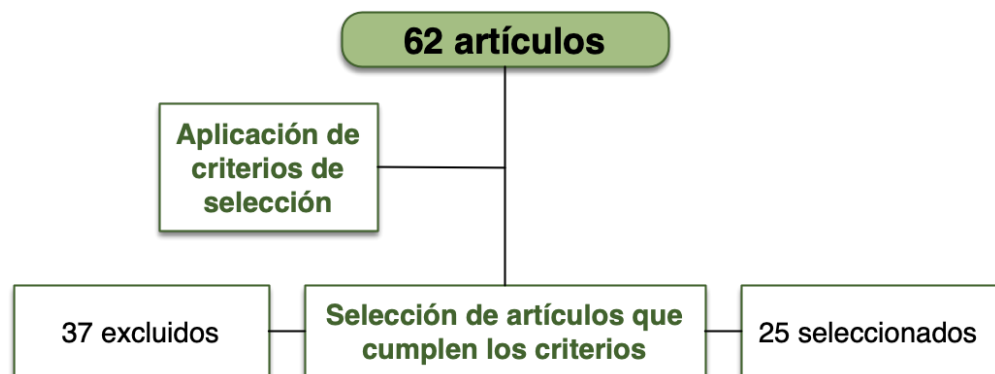 62 artículos
Aplicación de
criterios de
selección
37 excluidos
Selección de artículos que
cumplen los criterios
25 seleccionados